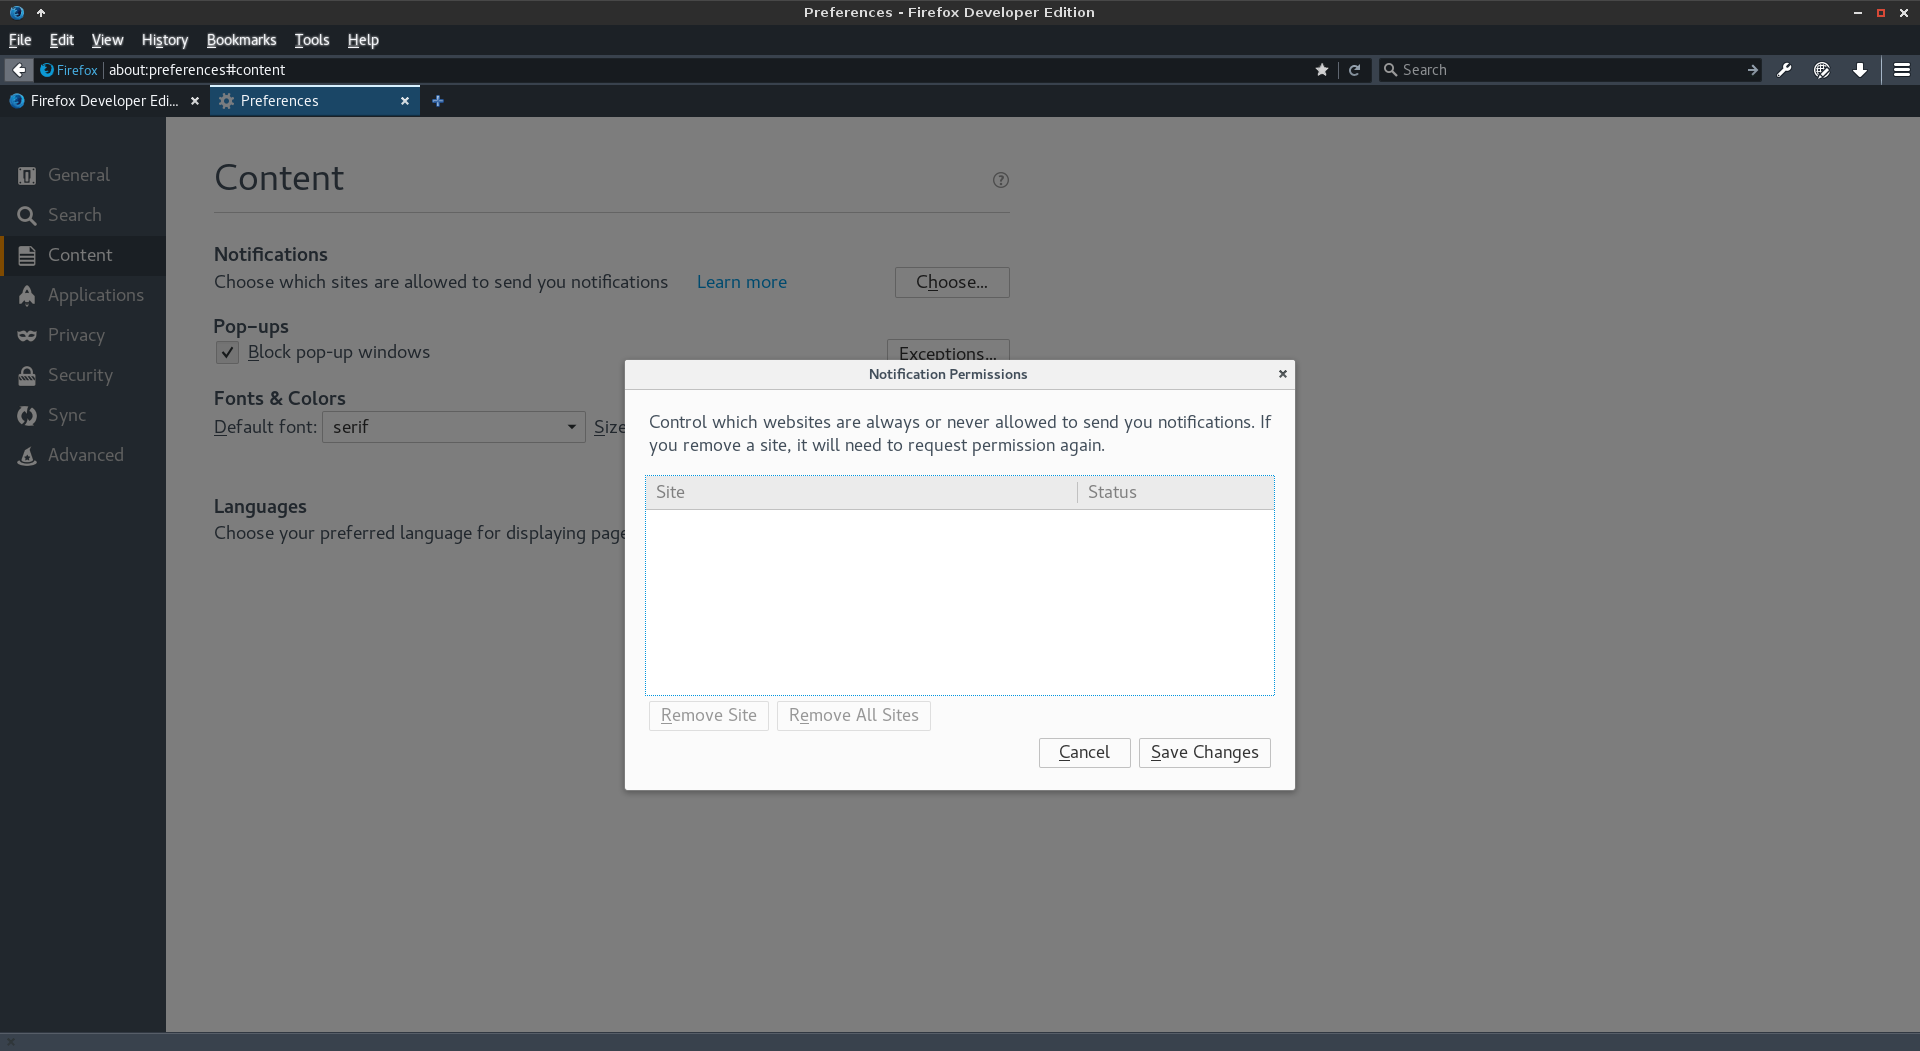 Preferences - Firefox Developer Edition
File Edit View History Bookmarks Tools Help
Firefox about:preferences#content Search
Firefox Developer Edi... Preferences
General
Search
Content
Applications
Privacy
Security
Sync
Advanced
Content
Notifications
Choose which sites are allowed to send you notifications Learn more Choose...
Pop-ups
Block pop-up windows Exceptions...
Fonts & Colors
Default font: serif Size
Languages
Choose your preferred language for displaying page
Notification Permissions
Control which websites are always or never allowed to send you notifications. If
you remove a site, it will need to request permission again.
Site Status
Remove Site Remove All Sites
Cancel Save Changes